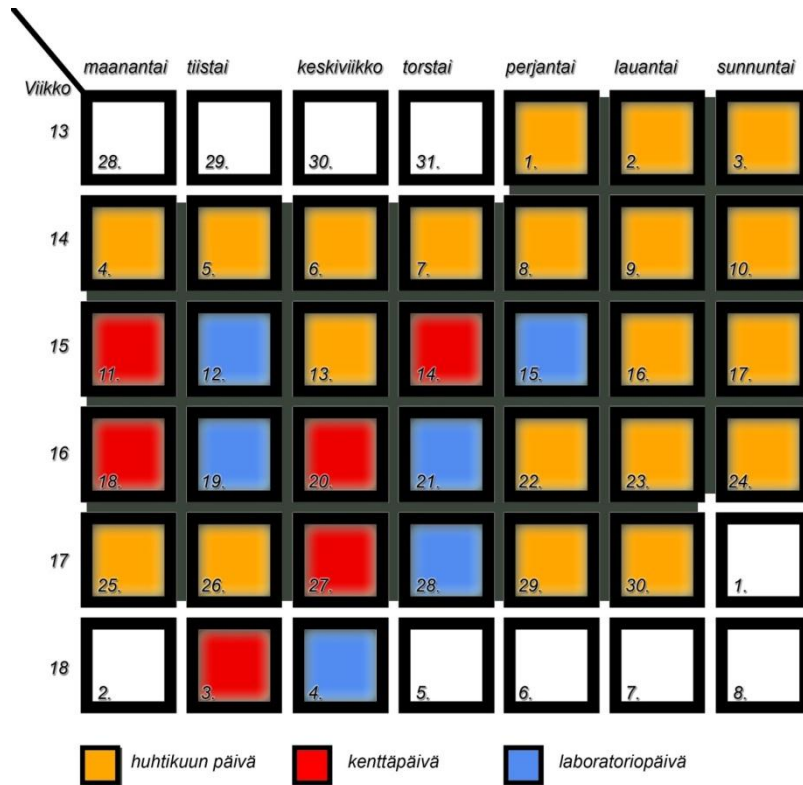 maanantai tiistai keskiviikko torstai perjantai lauantai sunnuntai
Viikko
13
28. 29. 30. 31. 1. 2. 3.
14
4. 5. 6. 7. 8. 9. 10.
15
11. 12. 13. 14. 15. 16. 17.
16
18. 19. 20. 21. 22. 23. 24.
17
25. 26. 27. 28. 29. 30. 1.
18
2. 3. 4. 5. 6. 7. 8.
huhtikuun päivä kenttäpäivä laboratoriopäivä